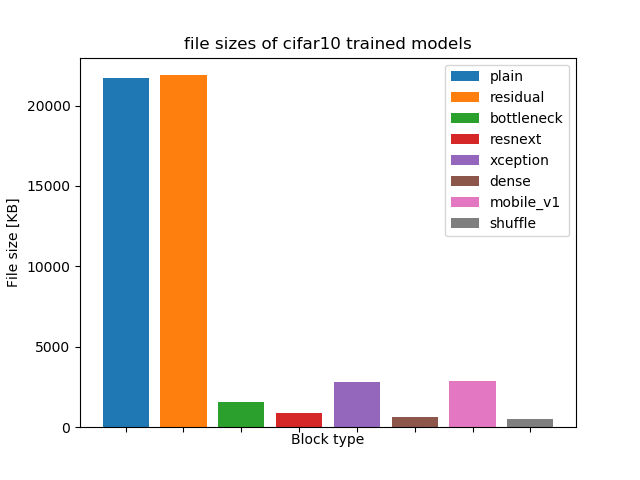 file sizes of cifar10 trained models
File size [KB]
20000
15000
10000
5000
0
plain
residual
bottleneck
resnext
xception
dense
mobile_v1
shuffle
Block type